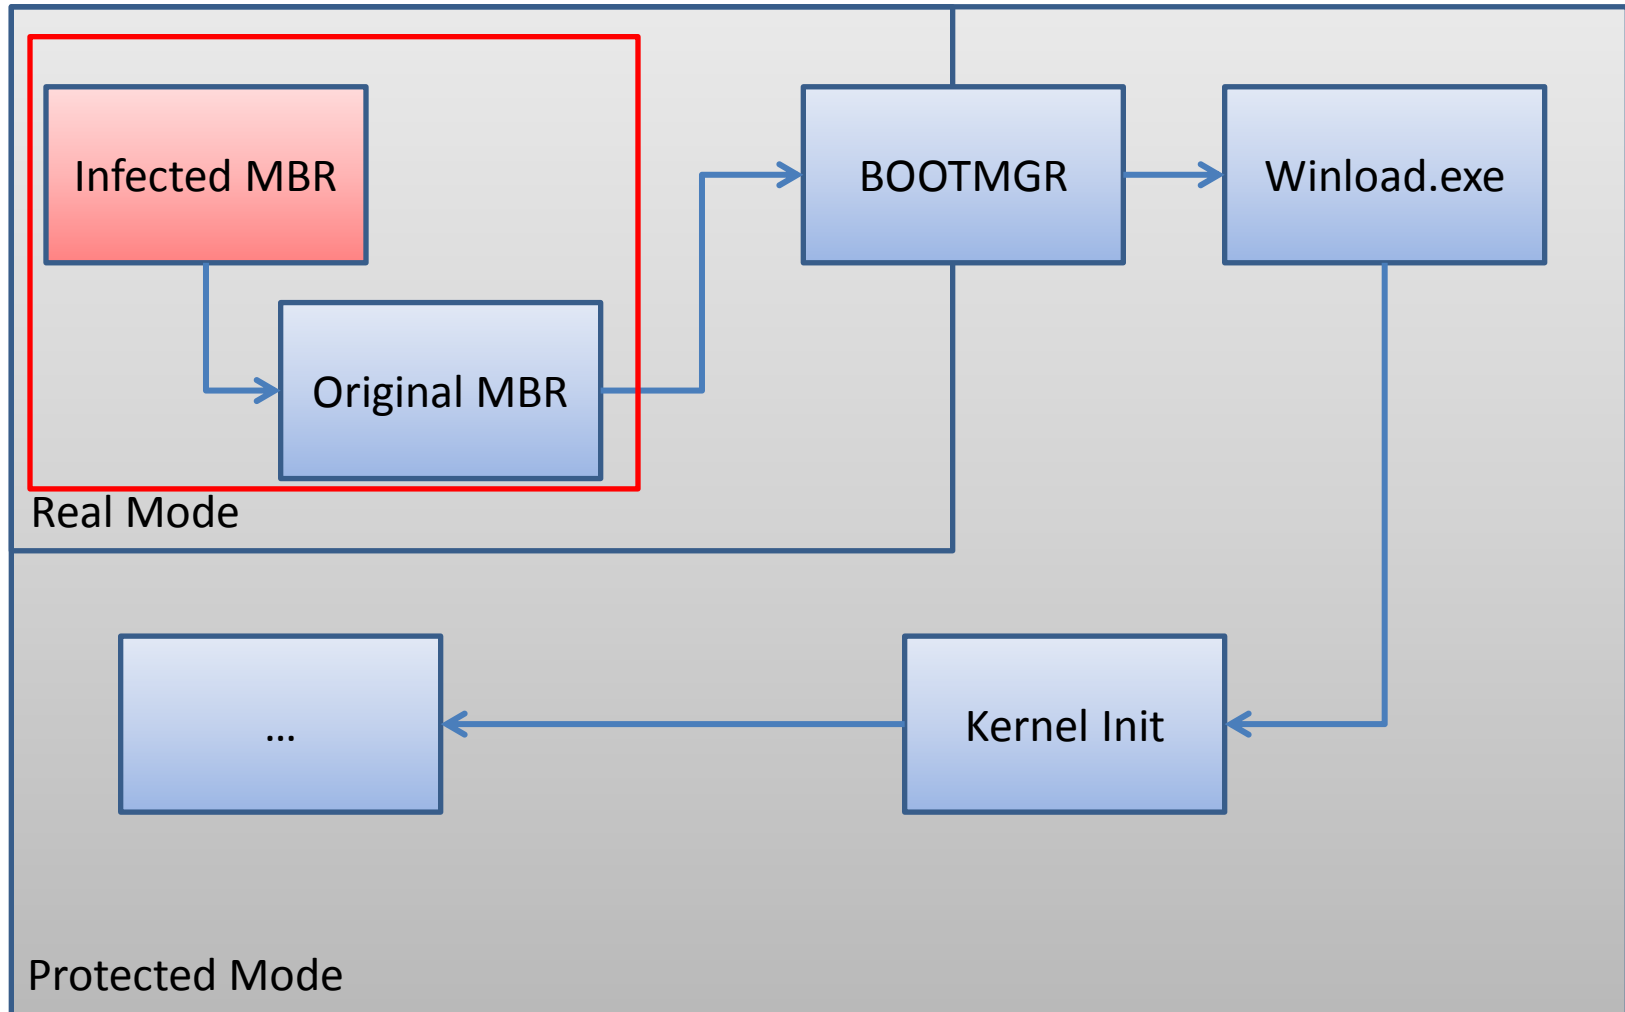 Infected MBR
BOOTMGR
Winload.exe
Original MBR
Real Mode
...
Kernel Init
Protected Mode